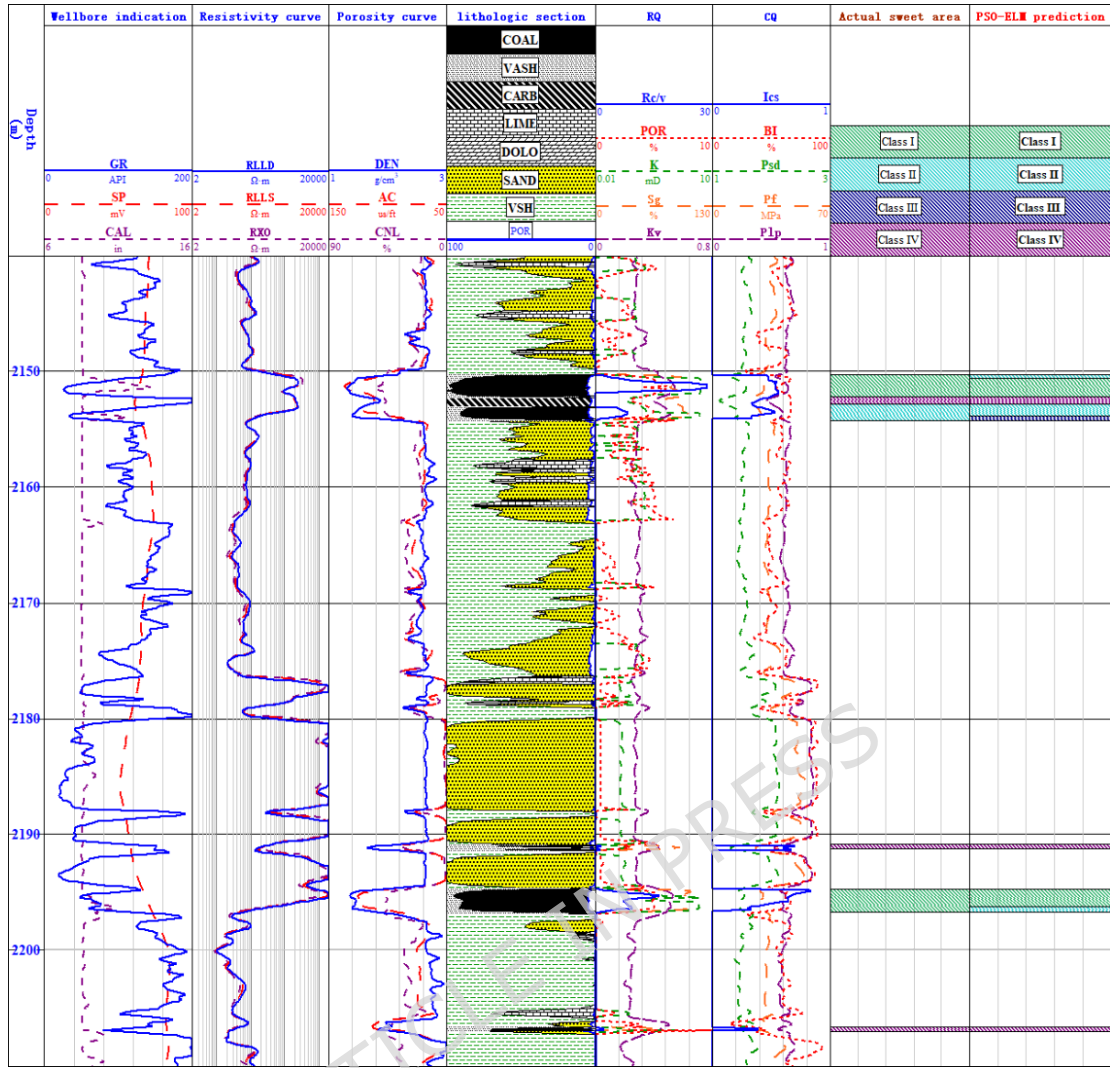 Wellbore indication Resistivity curve Porosity curve lithologic section RQ CQ Actual sweet area PSO-ELM prediction
Depth
(m)
GR
0 API 200
SP
0 mV 100
CAL
6 in 16
RLLD
2 Ω·m 20000
RLLS
2 Ω·m 20000
RXO
2 Ω·m 20000
DEN
1 g/cm³ 3
AC
150 us/ft 50
CNL
90 % 0
COAL
VASH
CARB
LIME
DOLO
SAND
VSH
POR
100 0
Rc/v
0 30
POR
0 % 10
K
0.01 mD 10
Sg
0 % 130
Kv
0 0.8
Ics
0 1
BI
0 % 100
Psd
1 3
Pf
0 MPa 70
Plp
0 1
Class I Class I
Class II Class II
Class III Class III
Class IV Class IV
2150
2160
2170
2180
2190
2200
TICLE IN PRESS